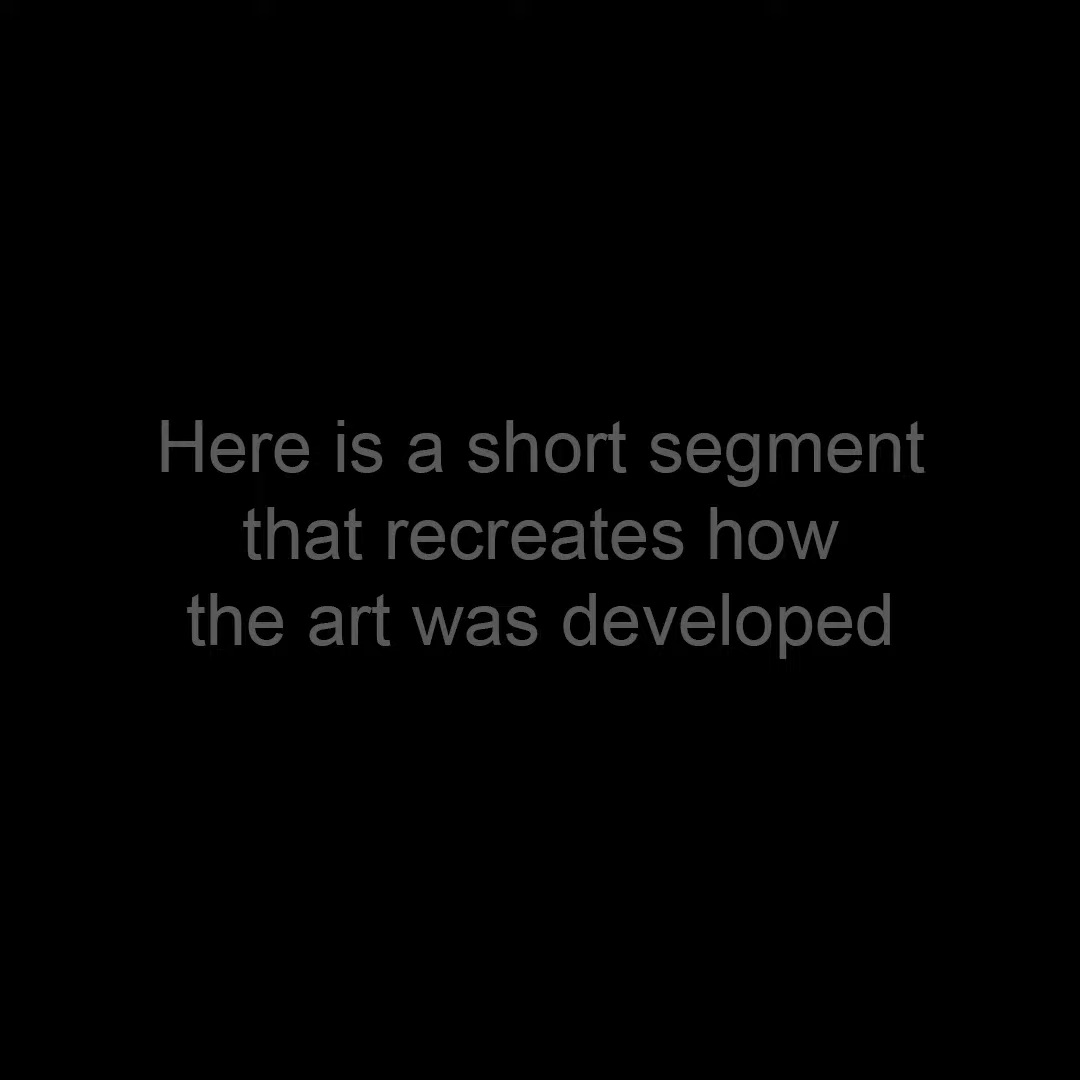 Here is a short segment
that recreates how
the art was developed